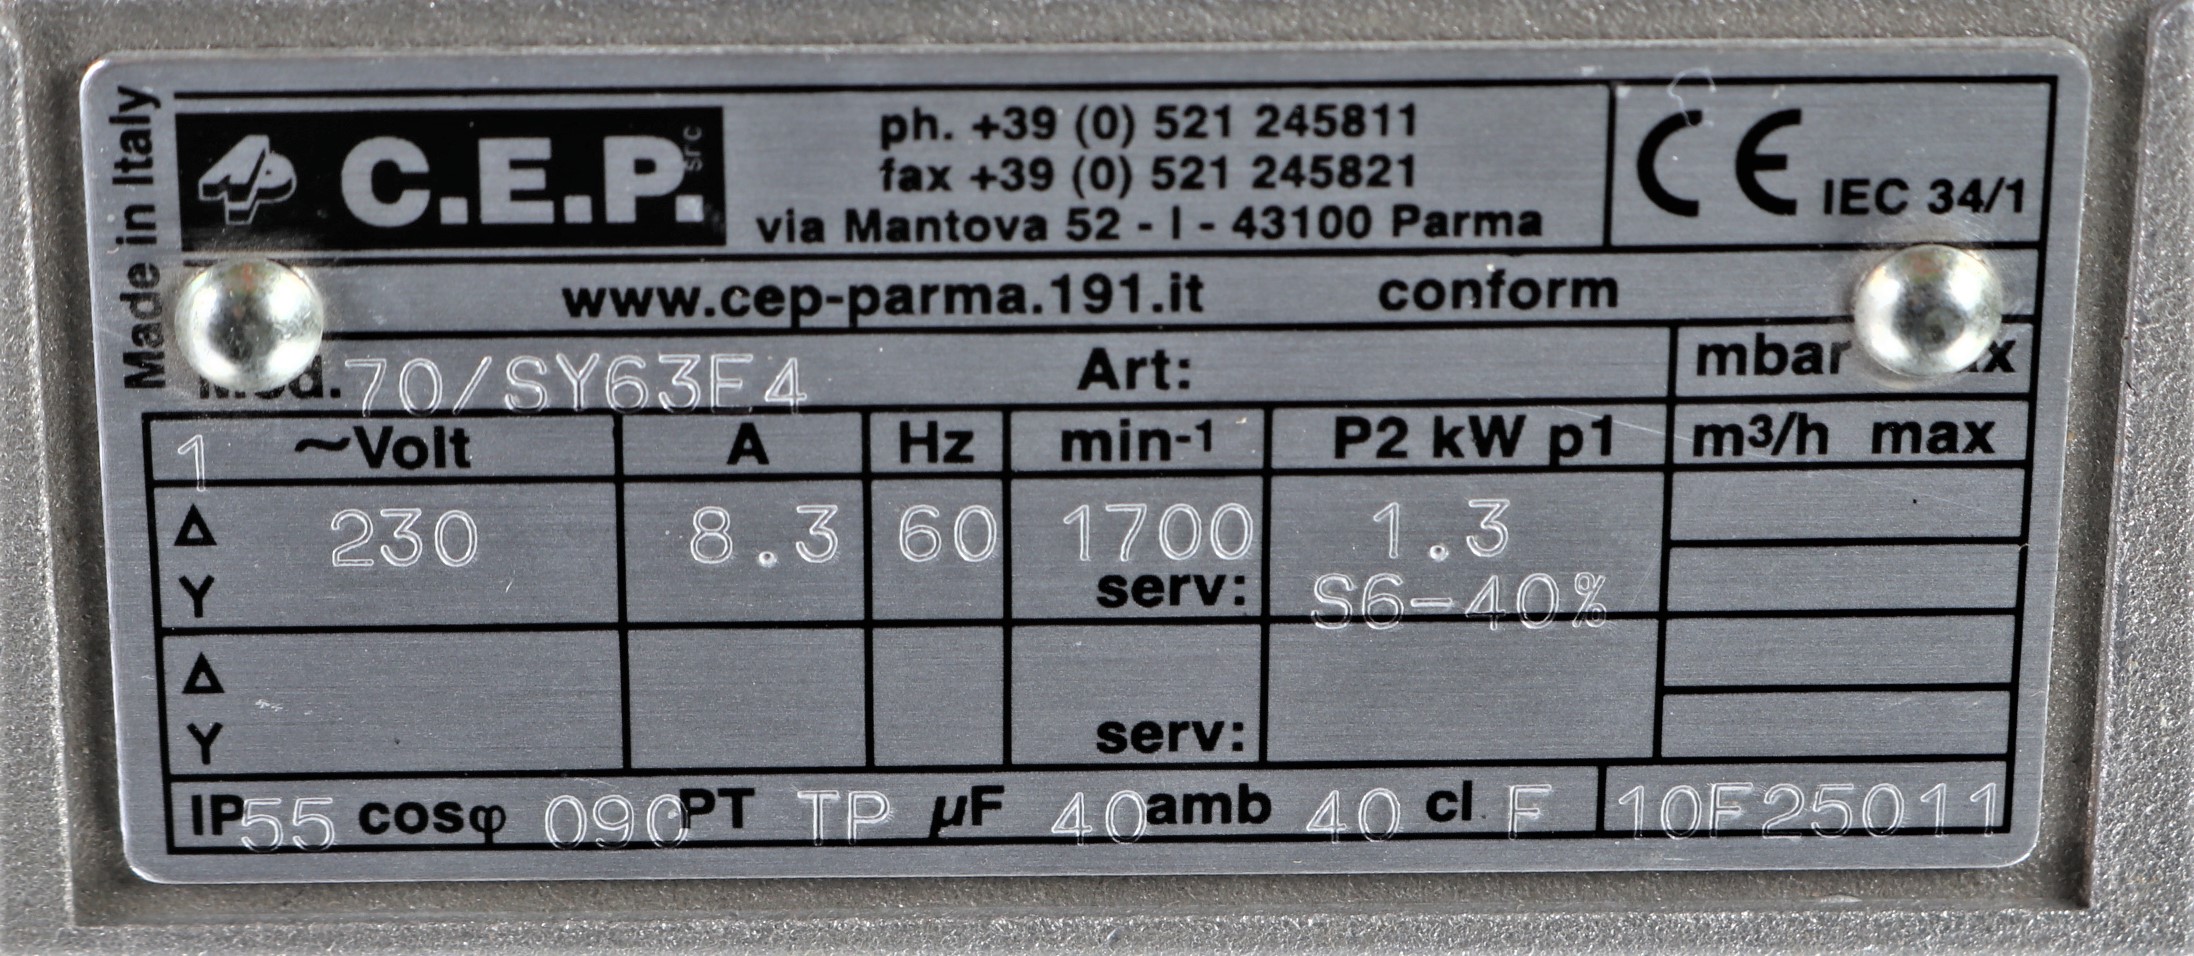 Made in Italy
C.E.P. src
ph. +39 (0) 521 245811
fax +39 (0) 521 245821
via Mantova 52 - I - 43100 Parma
CE IEC 34/1
www.cep-parma.191.it conform
70/SY63E4 Art: mbar
1 ~Volt A Hz min-1 P2 kW p1 m3/h max
Δ 230 8.3 60 1700 1.3
Y serv: S6-40%
Δ
Y serv:
IP55 cosφ 090 PT TP µF 40 amb 40 cl F 10F25011